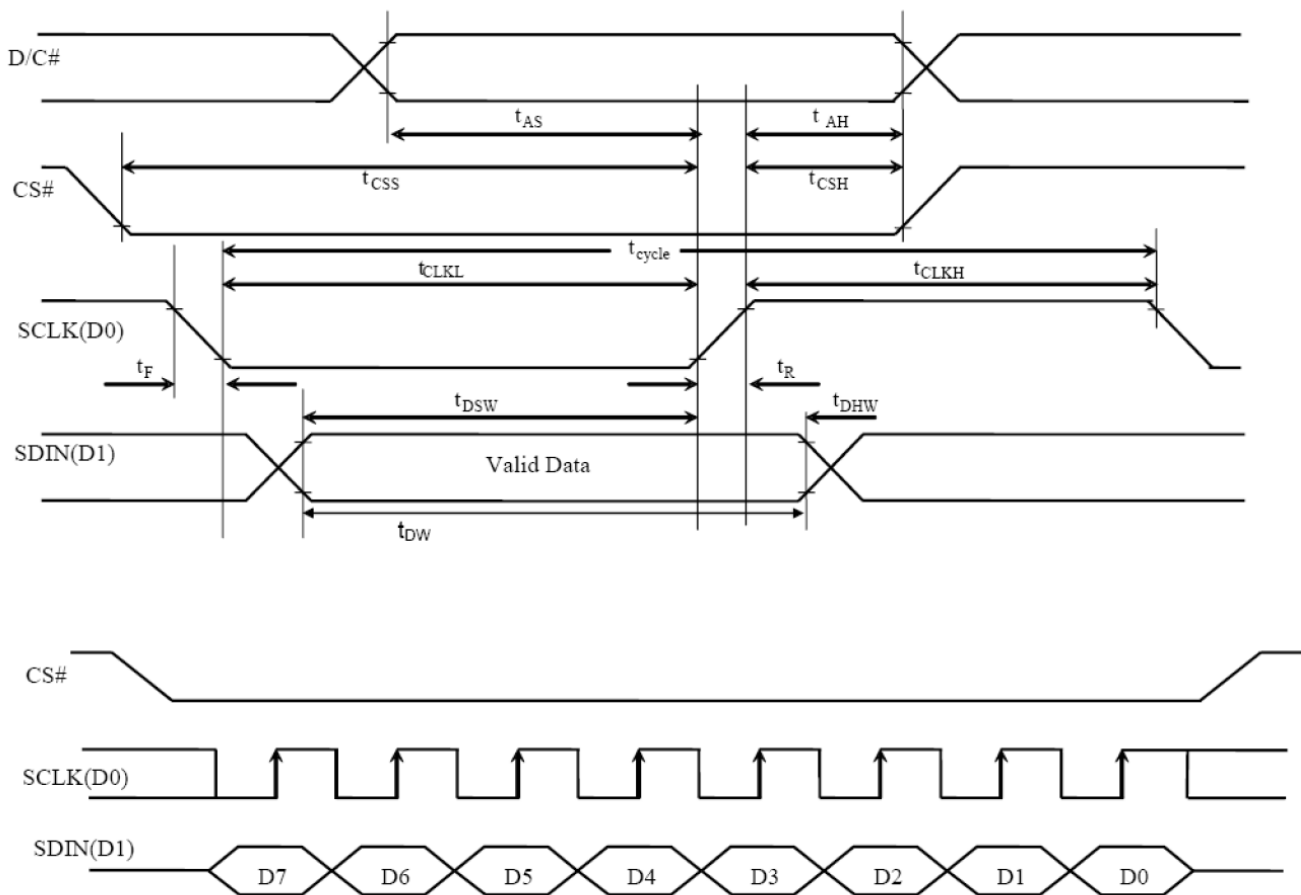 D/C#
tAS
t AH
CS#
tCSS
tCSH
tcycle
tCLKL
tCLKH
SCLK(D0)
tF
tR
tDSW
tDHW
SDIN(D1)
Valid Data
tDW
CS#
SCLK(D0)
SDIN(D1)
D7 D6 D5 D4 D3 D2 D1 D0